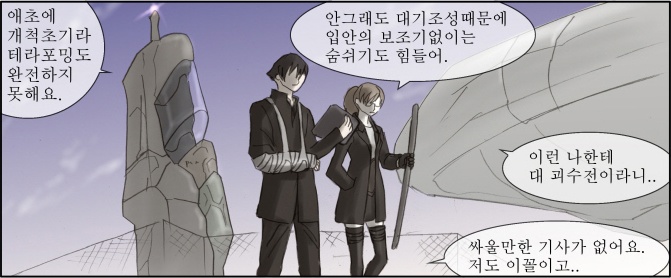 애초에
개척초기라
테라포밍도
완전하지
못해요.
안그래도 대기조성때문에
입안의 보조기없이는
숨쉬기도 힘들어.
이런 나한테
대 괴수전이라니..
싸울만한 기사가 없어요.
저도 이꼴이고..